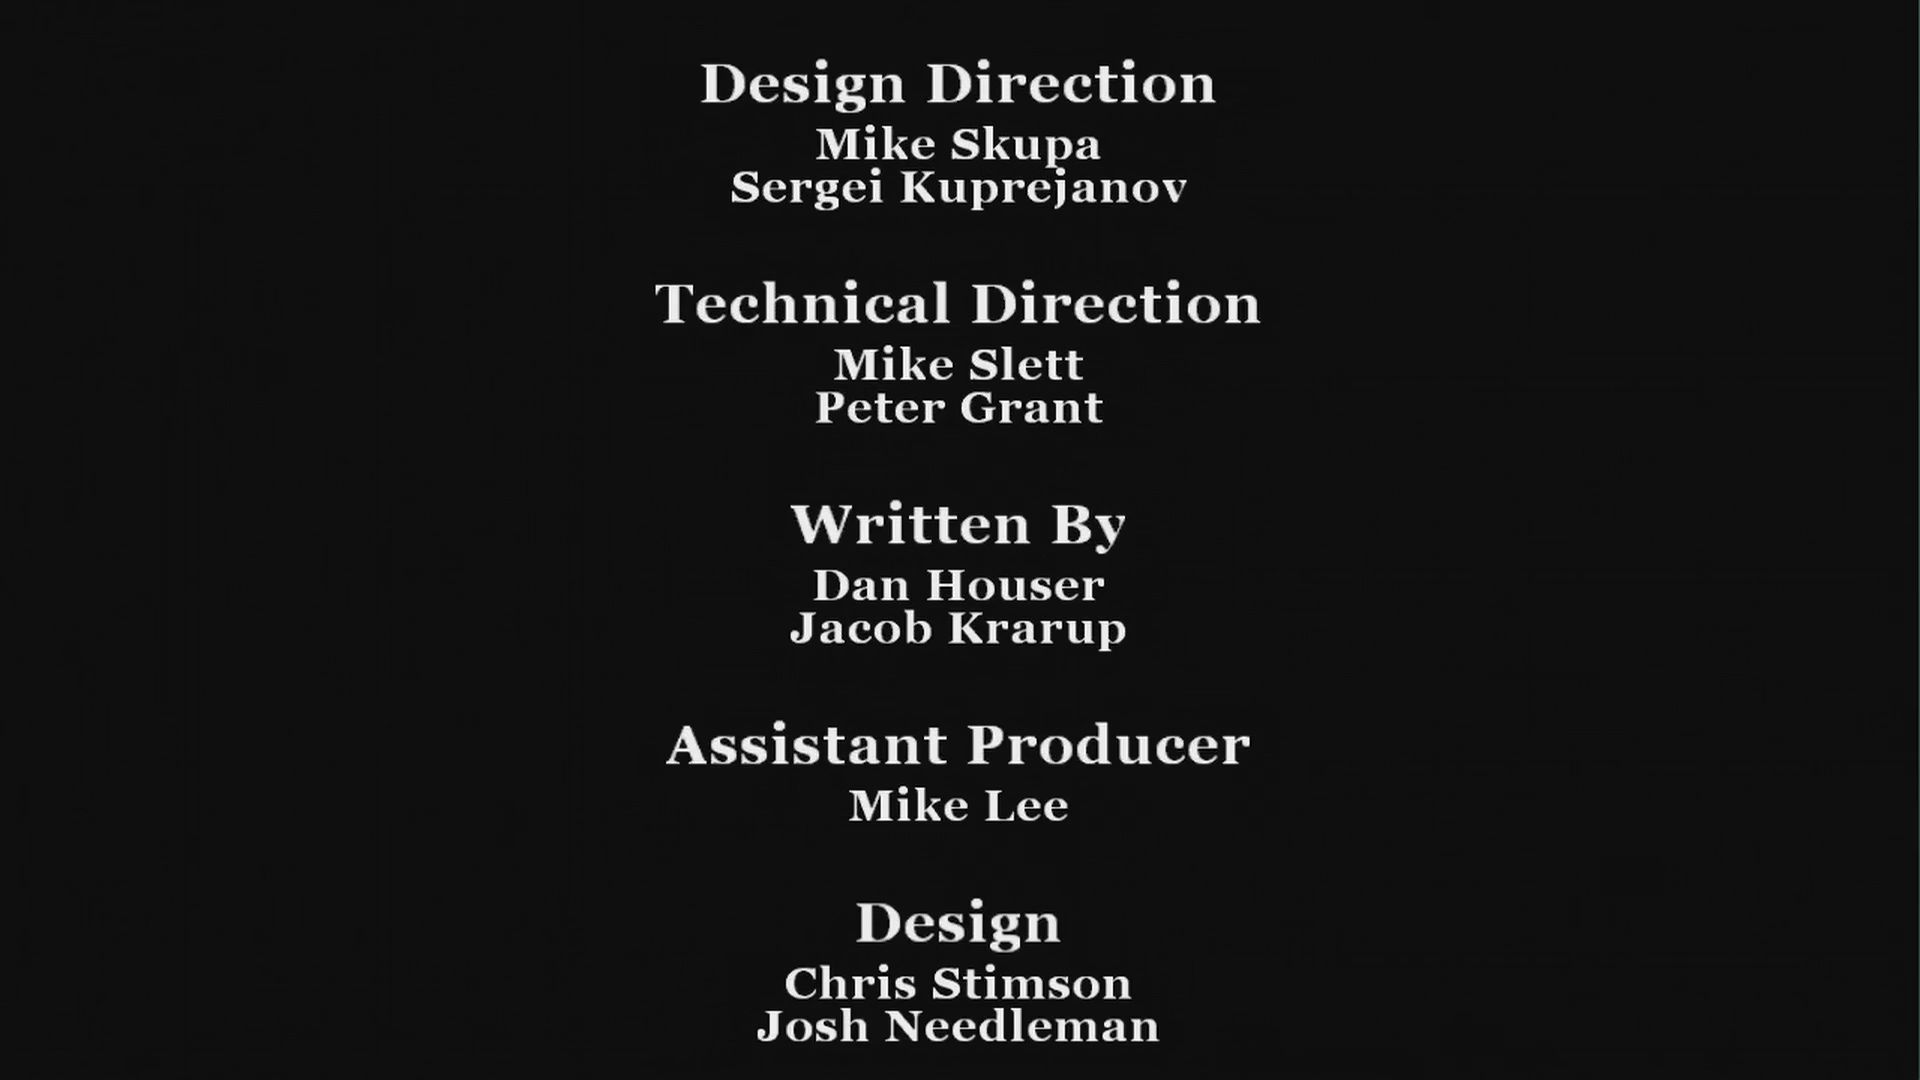 Design Direction
Mike Skupa
Sergei Kuprejanov
Technical Direction
Mike Slett
Peter Grant
Written By
Dan Houser
Jacob Krarup
Assistant Producer
Mike Lee
Design
Chris Stimson
Josh Needleman